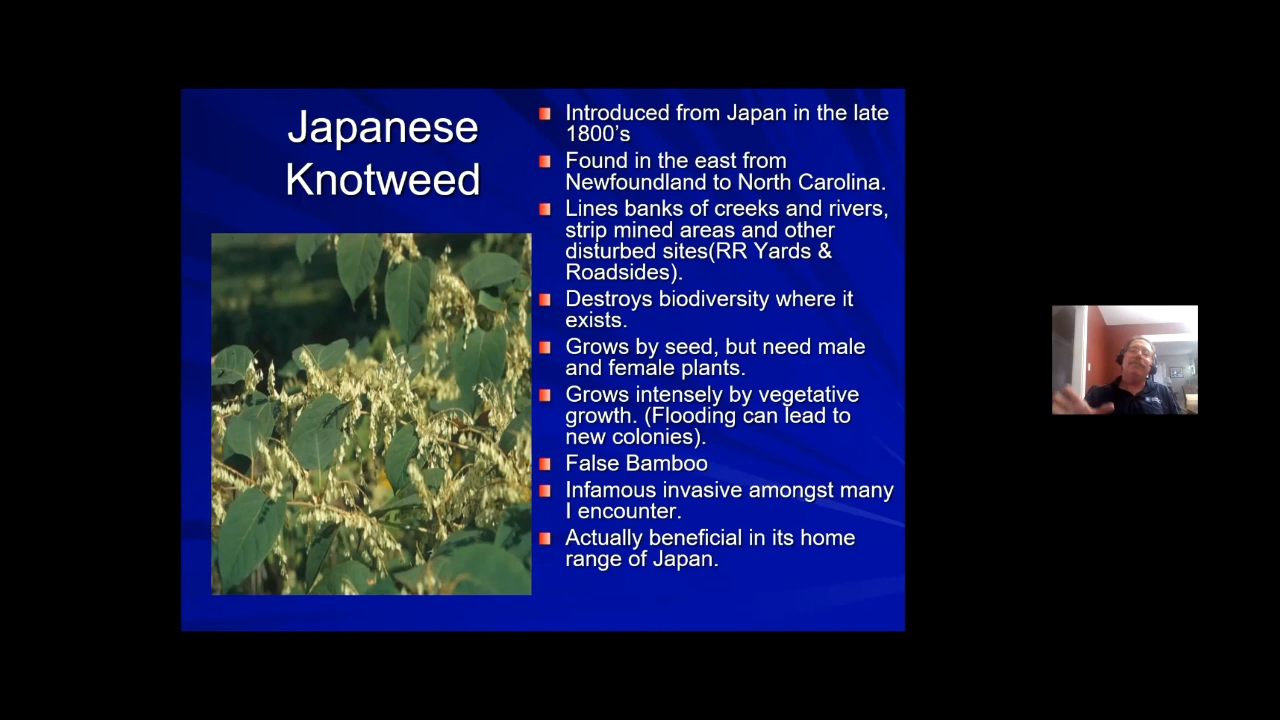 Japanese
Knotweed
Introduced from Japan in the late
1800's
Found in the east from
Newfoundland to North Carolina.
Lines banks of creeks and rivers,
strip mined areas and other
disturbed sites(RR Yards &
Roadsides).
Destroys biodiversity where it
exists.
Grows by seed, but need male
and female plants.
Grows intensely by vegetative
growth. (Flooding can lead to
new colonies).
False Bamboo
Infamous invasive amongst many
I encounter.
Actually beneficial in its home
range of Japan.